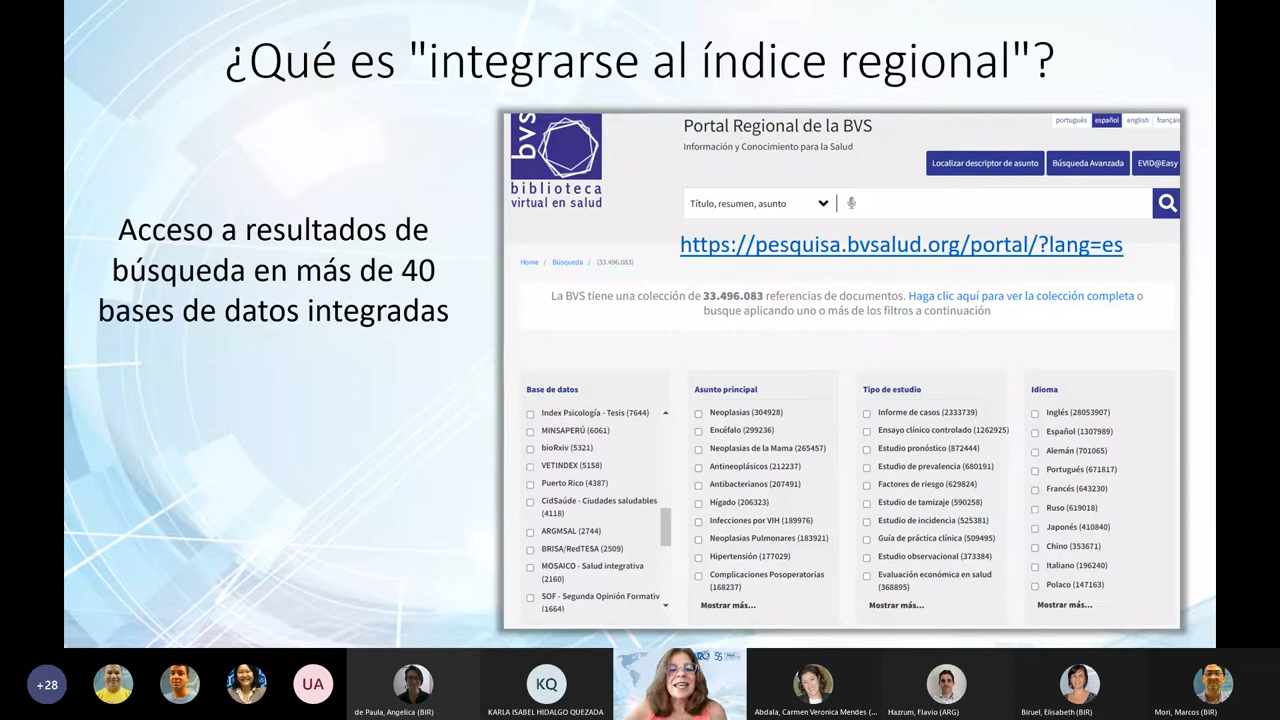 ¿Qué es "integrarse al índice regional"?
Acceso a resultados de
búsqueda en más de 40
bases de datos integradas
bvs
biblioteca
virtual en salud
Portal Regional de la BVS
Información y Conocimiento para la Salud
português
español
english
français
Localizar descriptor de asunto
Búsqueda Avanzada
EVID@Easy
Título, resumen, asunto
https://pesquisa.bvsalud.org/portal/?lang=es
Home / Búsqueda / (33.496.083)
La BVS tiene una colección de 33.496.083 referencias de documentos. Haga clic aquí para ver la colección completa o
busque aplicando uno o más de los filtros a continuación
Base de datos
Index Psicología - Tesis (7644)
MINSAPERÚ (6061)
bioRxiv (5321)
VETINDEX (5158)
Puerto Rico (4387)
CidSaúde - Ciudades saludables
(4118)
ARGMSAL (2744)
BRISA/RedTESA (2509)
MOSAICO - Salud integrativa
(2160)
SOF - Segunda Opinión Formativ
(1664)
Asunto principal
Neoplasias (304928)
Encéfalo (299236)
Neoplasias de la Mama (265457)
Antineoplásicos (212237)
Antibacterianos (207491)
Hígado (206323)
Infecciones por VIH (189976)
Neoplasias Pulmonares (183921)
Hipertensión (177029)
Complicaciones Posoperatorias
(168237)
Mostrar más...
Tipo de estudio
Informe de casos (2333739)
Ensayo clínico controlado (1262925)
Estudio pronóstico (872444)
Estudio de prevalencia (680191)
Factores de riesgo (629824)
Estudio de tamizaje (590258)
Estudio de incidencia (525381)
Guía de práctica clínica (509495)
Estudio observacional (373384)
Evaluación económica en salud
(368895)
Mostrar más...
Idioma
Inglés (28053907)
Español (1307989)
Alemán (701065)
Portugués (671817)
Francés (643230)
Ruso (619018)
Japonés (410840)
Chino (353671)
Italiano (196240)
Polaco (147163)
Mostrar más...
+28
UA
de Paula, Angelica (BIR)
KQ
KARLA ISABEL HIDALGO QUEZADA
Abdala, Carmen Veronica Mendes (...
Hazrum, Flavio (ARG)
Biruel, Elisabeth (BIR)
Mori, Marcos (BIR)